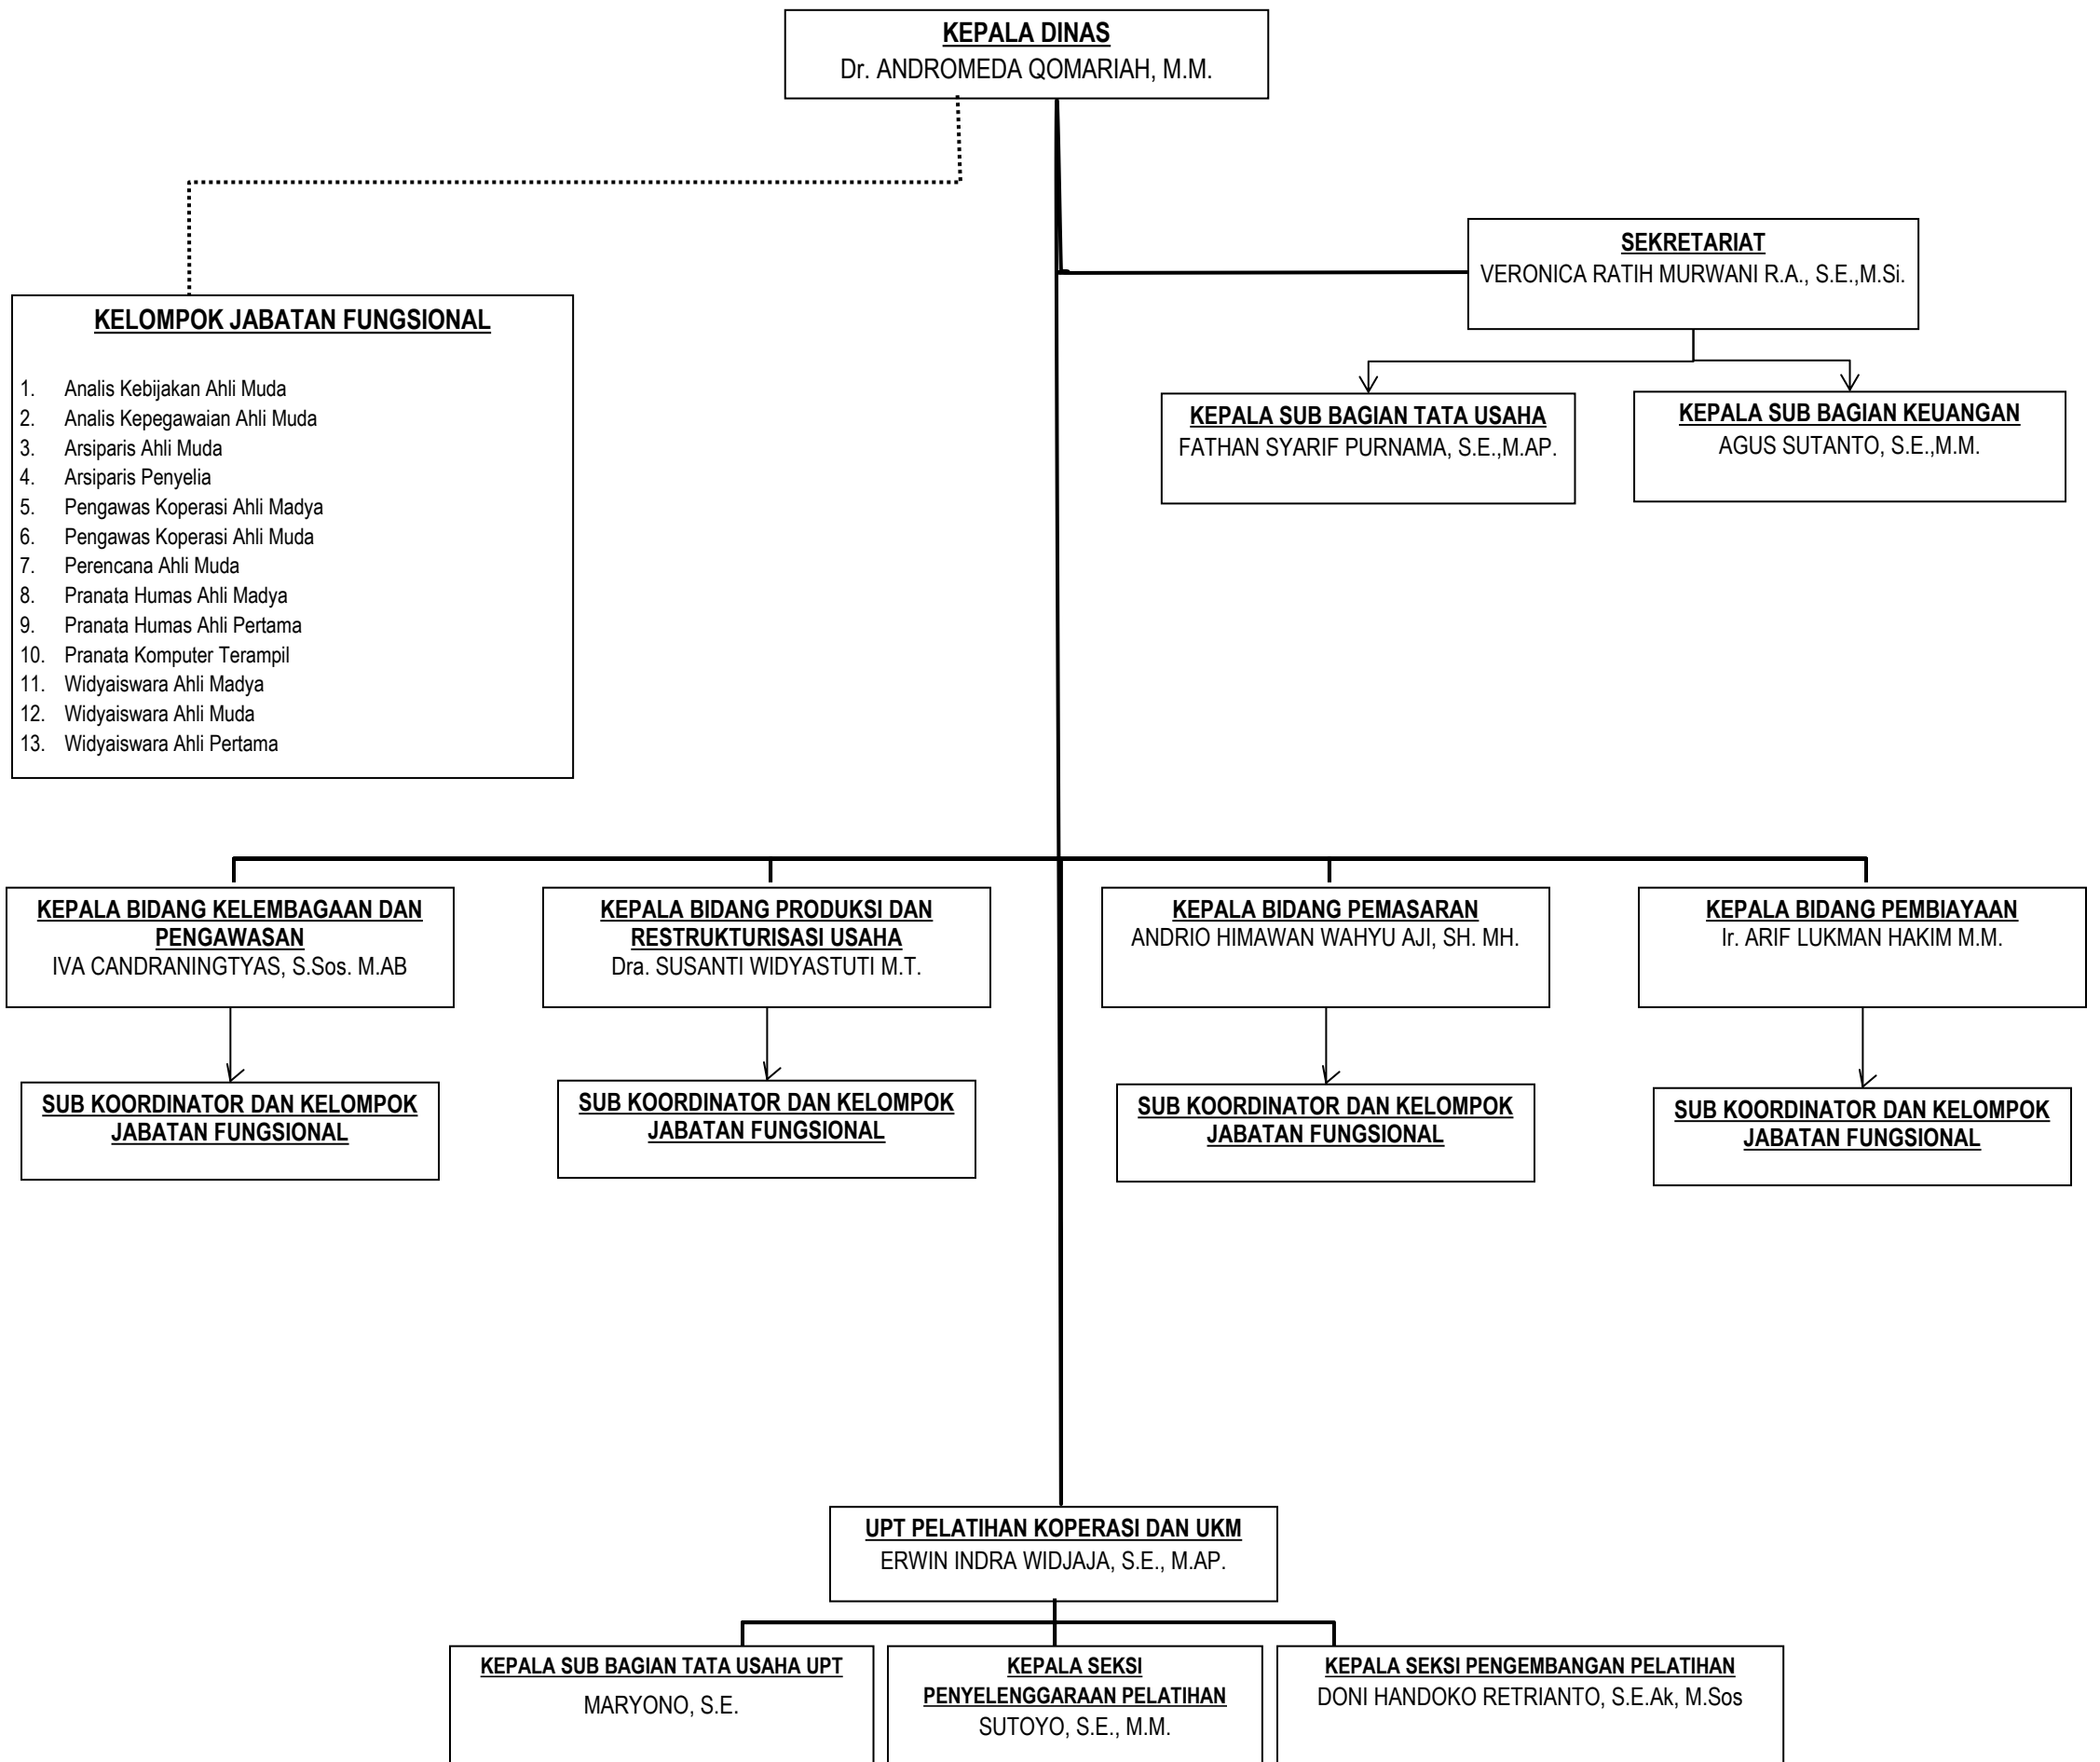 KEPALA DINAS
Dr. ANDROMEDA QOMARIAH, M.M.
SEKRETARIAT
VERONICA RATIH MURWANI R.A., S.E.,M.Si.
KELOMPOK JABATAN FUNGSIONAL
1. Analis Kebijakan Ahli Muda
2. Analis Kepegawaian Ahli Muda
3. Arsiparis Ahli Muda
4. Arsiparis Penyelia
5. Pengawas Koperasi Ahli Madya
6. Pengawas Koperasi Ahli Muda
7. Perencana Ahli Muda
8. Pranata Humas Ahli Madya
9. Pranata Humas Ahli Pertama
10. Pranata Komputer Terampil
11. Widyaiswara Ahli Madya
12. Widyaiswara Ahli Muda
13. Widyaiswara Ahli Pertama
KEPALA SUB BAGIAN TATA USAHA
FATHAN SYARIF PURNAMA, S.E.,M.AP.
KEPALA SUB BAGIAN KEUANGAN
AGUS SUTANTO, S.E.,M.M.
KEPALA BIDANG KELEMBAGAAN DAN
PENGAWASAN
IVA CANDRANINGTYAS, S.Sos. M.AB
KEPALA BIDANG PRODUKSI DAN
RESTRUKTURISASI USAHA
Dra. SUSANTI WIDYASTUTI M.T.
KEPALA BIDANG PEMASARAN
ANDRIO HIMAWAN WAHYU AJI, SH. MH.
KEPALA BIDANG PEMBIAYAAN
Ir. ARIF LUKMAN HAKIM M.M.
SUB KOORDINATOR DAN KELOMPOK
JABATAN FUNGSIONAL
SUB KOORDINATOR DAN KELOMPOK
JABATAN FUNGSIONAL
SUB KOORDINATOR DAN KELOMPOK
JABATAN FUNGSIONAL
SUB KOORDINATOR DAN KELOMPOK
JABATAN FUNGSIONAL
UPT PELATIHAN KOPERASI DAN UKM
ERWIN INDRA WIDJAJA, S.E., M.AP.
KEPALA SUB BAGIAN TATA USAHA UPT
MARYONO, S.E.
KEPALA SEKSI
PENYELENGGARAAN PELATIHAN
SUTOYO, S.E., M.M.
KEPALA SEKSI PENGEMBANGAN PELATIHAN
DONI HANDOKO RETRIANTO, S.E.Ak, M.Sos